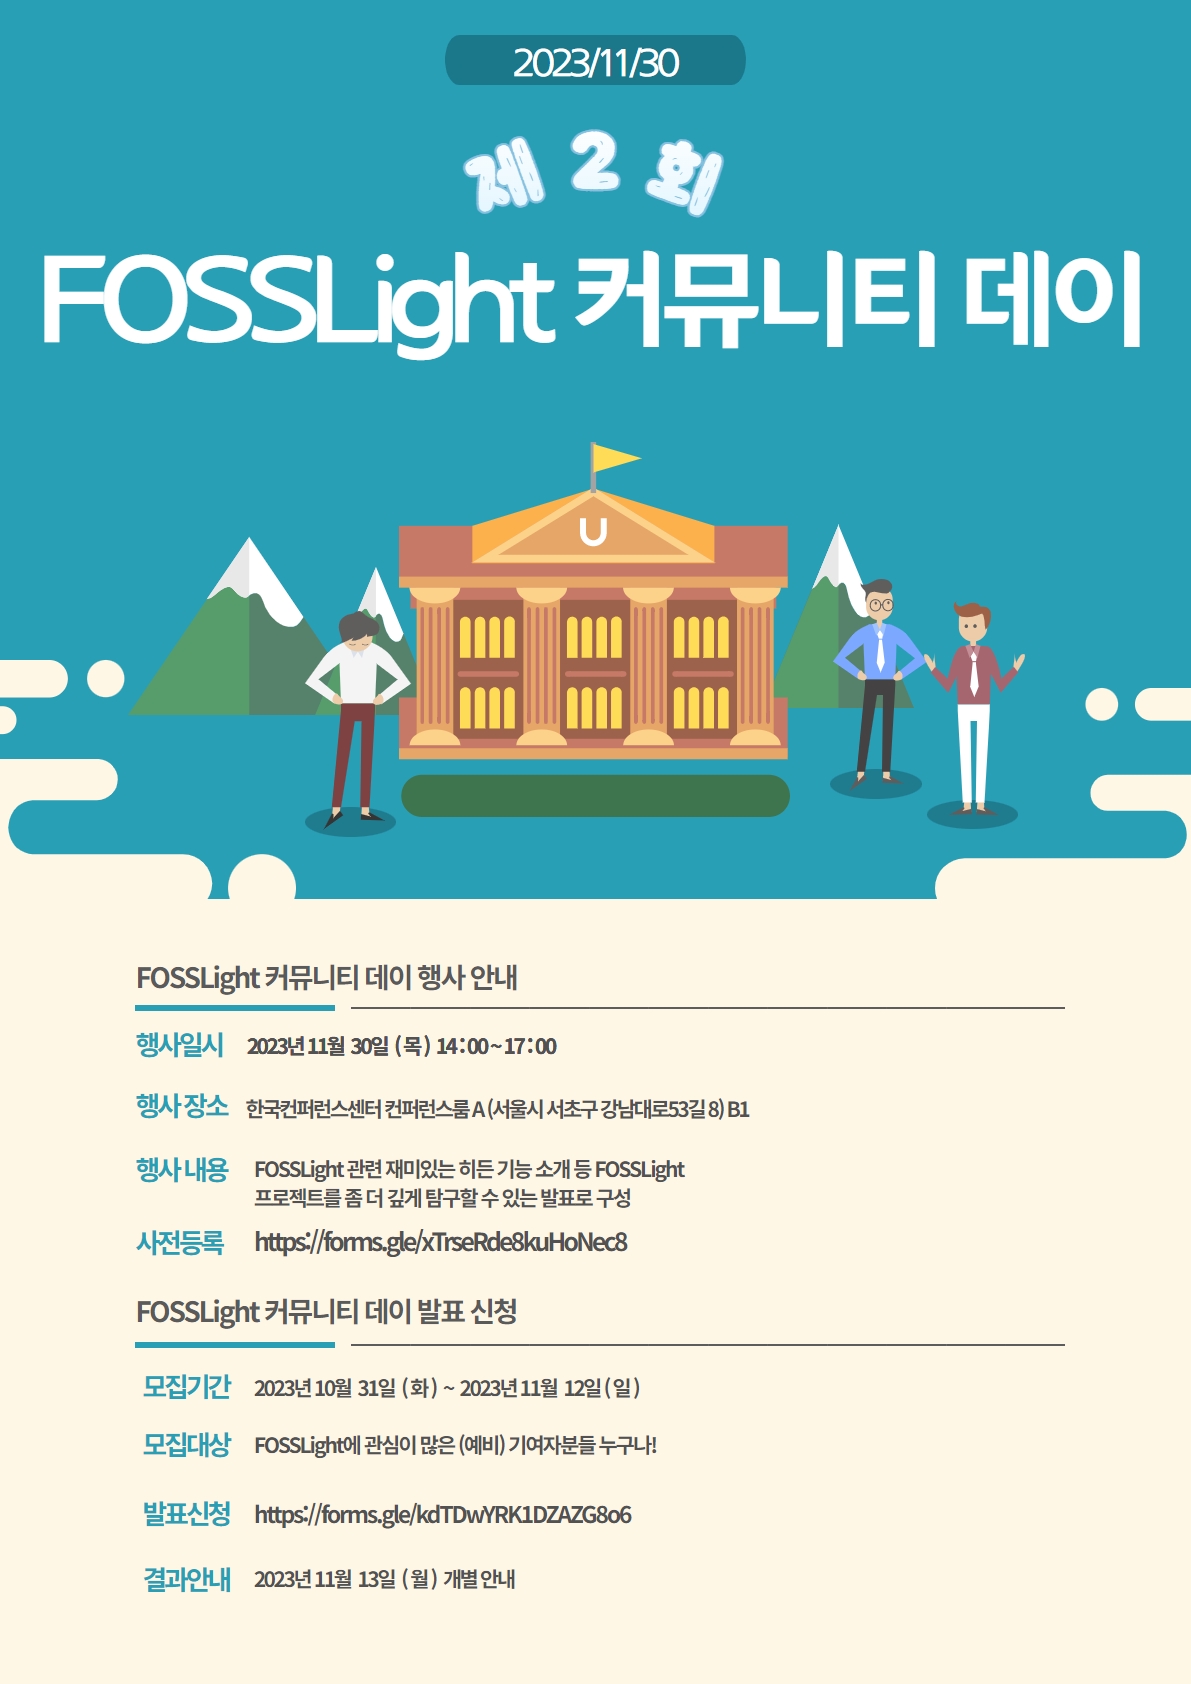 2023/11/30
제 2 회
FOSSLight 커뮤니티 데이
U
FOSSLight 커뮤니티 데이 행사 안내
행사일시 2023년 11월 30일 (목) 14:00~17:00
행사 장소 한국컨퍼런스센터 컨퍼런스룸 A (서울시 서초구 강남대로53길 8) B1
행사 내용 FOSSLight 관련 재미있는 히든 기능 소개 등 FOSSLight
프로젝트를 좀 더 깊게 탐구할 수 있는 발표로 구성
사전등록 https://forms.gle/xTrseRde8kuHoNec8
FOSSLight 커뮤니티 데이 발표 신청
모집기간 2023년 10월 31일 (화) ~ 2023년 11월 12일(일)
모집대상 FOSSLight에 관심이 많은 (예비) 기여자분들 누구나!
발표신청 https://forms.gle/kdTDwYRK1DZAZG8o6
결과안내 2023년 11월 13일 (월) 개별 안내